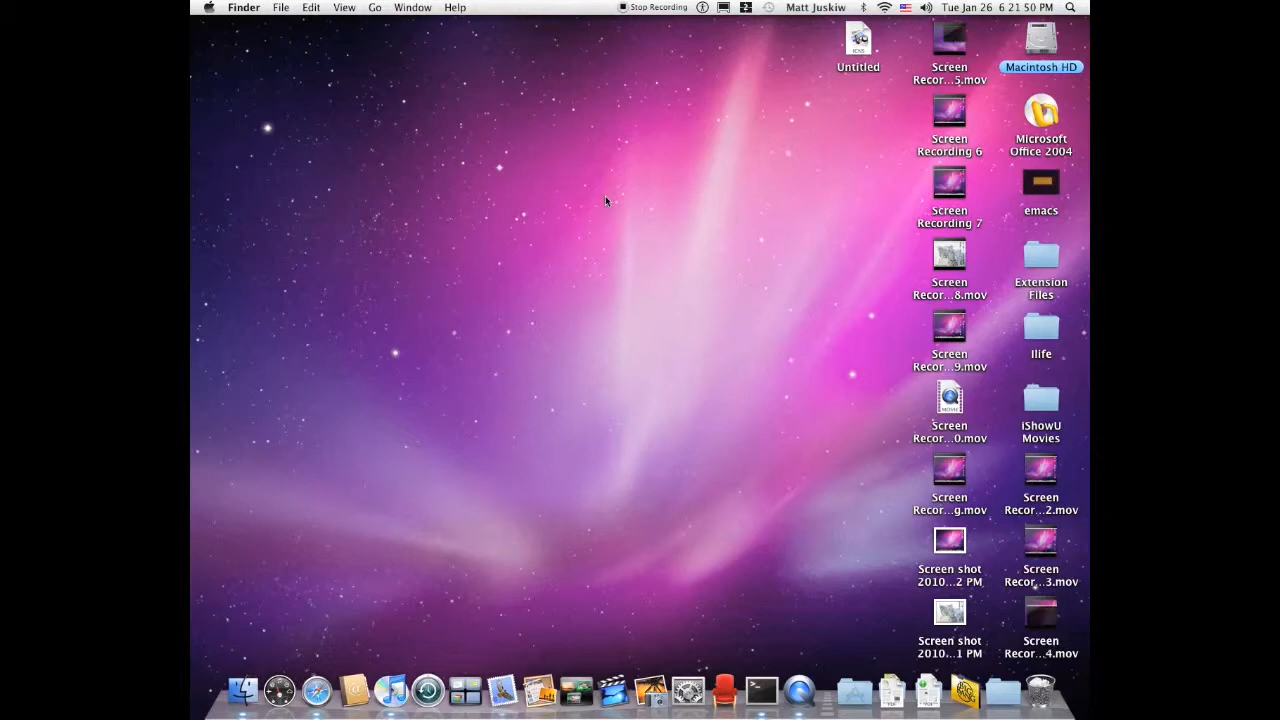 Finder File Edit View Go Window Help Stop Recording Matt Juskiw Tue Jan 26 6 21 50 PM
Untitled
Screen
Recor...5.mov
Macintosh HD
Screen
Recording 6
Microsoft
Office 2004
Screen
Recording 7
emacs
Screen
Recor...8.mov
Extension
Files
Screen
Recor...9.mov
Ilife
Screen
Recor...0.mov
iShowU
Movies
Screen
Recor...g.mov
Screen
Recor...2.mov
Screen shot
2010...2 PM
Screen
Recor...3.mov
Screen shot
2010...1 PM
Screen
Recor...4.mov